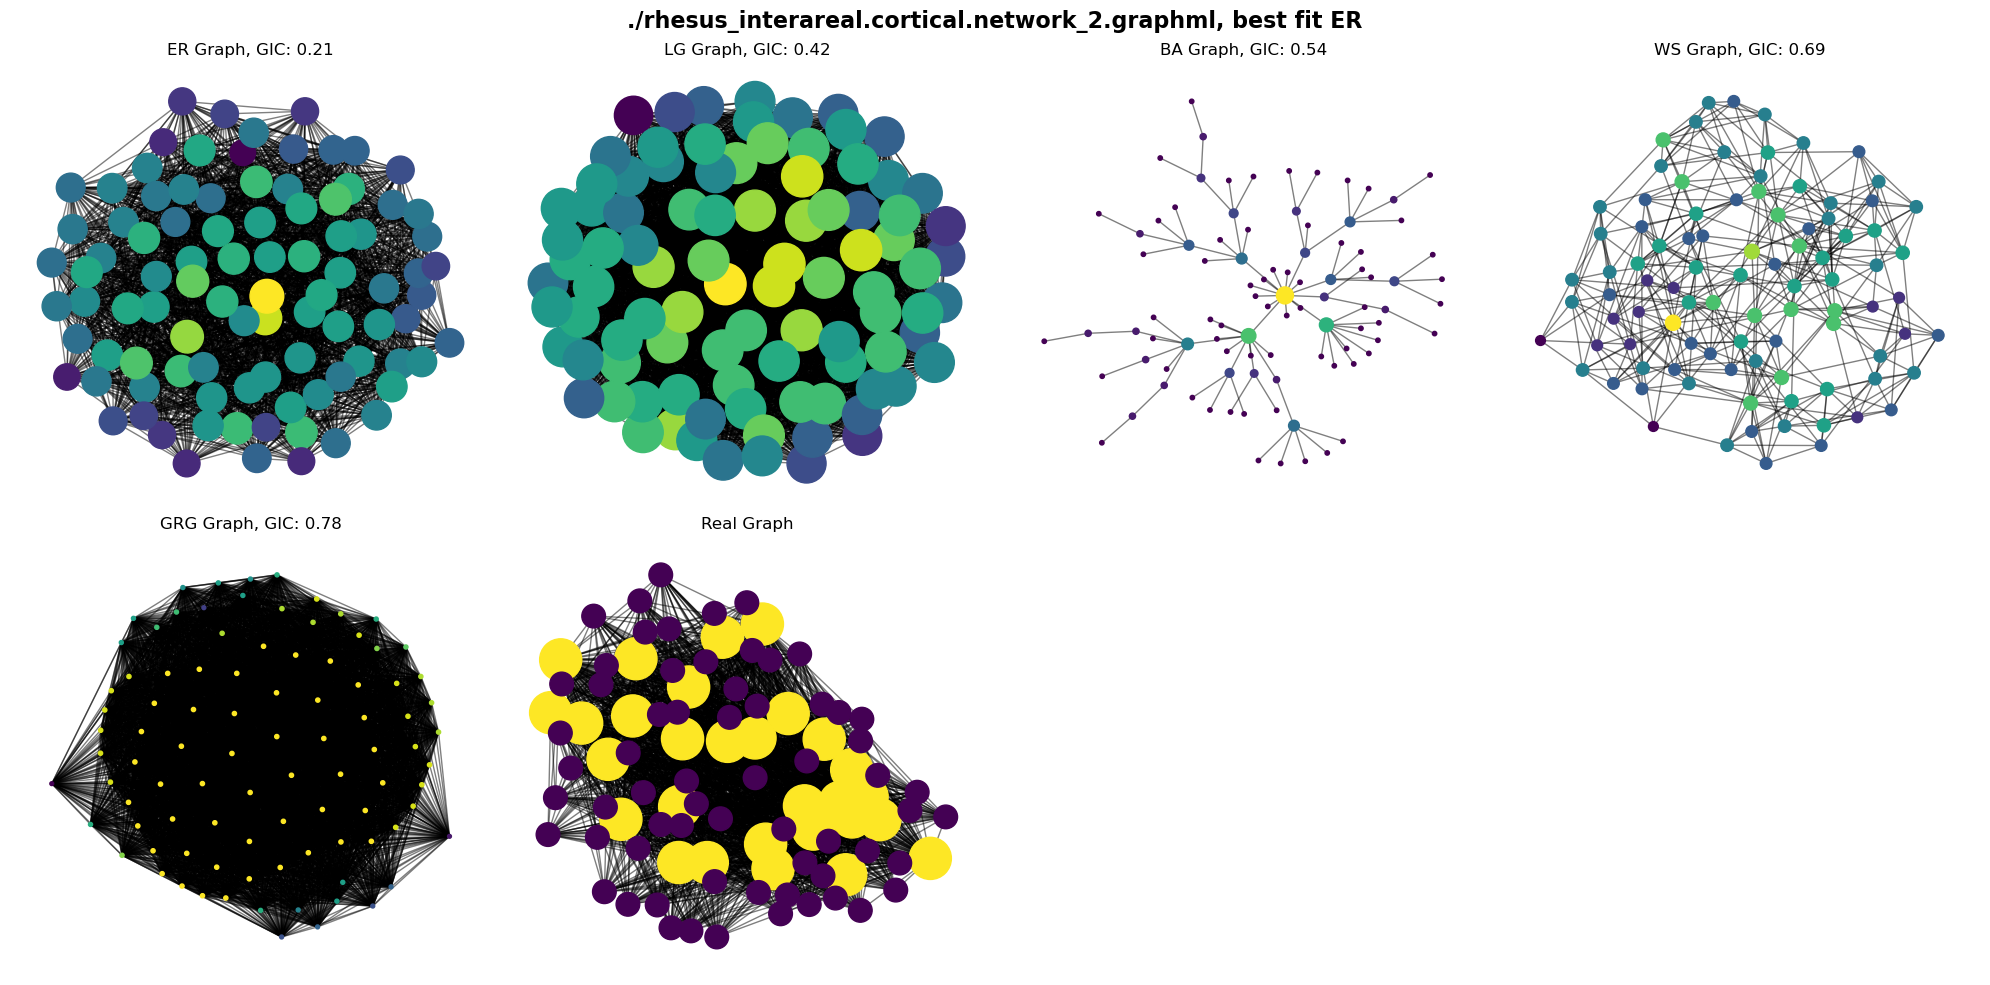 ./rhesus_interareal.cortical.network_2.graphml, best fit ER
ER Graph, GIC: 0.21
LG Graph, GIC: 0.42
BA Graph, GIC: 0.54
WS Graph, GIC: 0.69
GRG Graph, GIC: 0.78
Real Graph